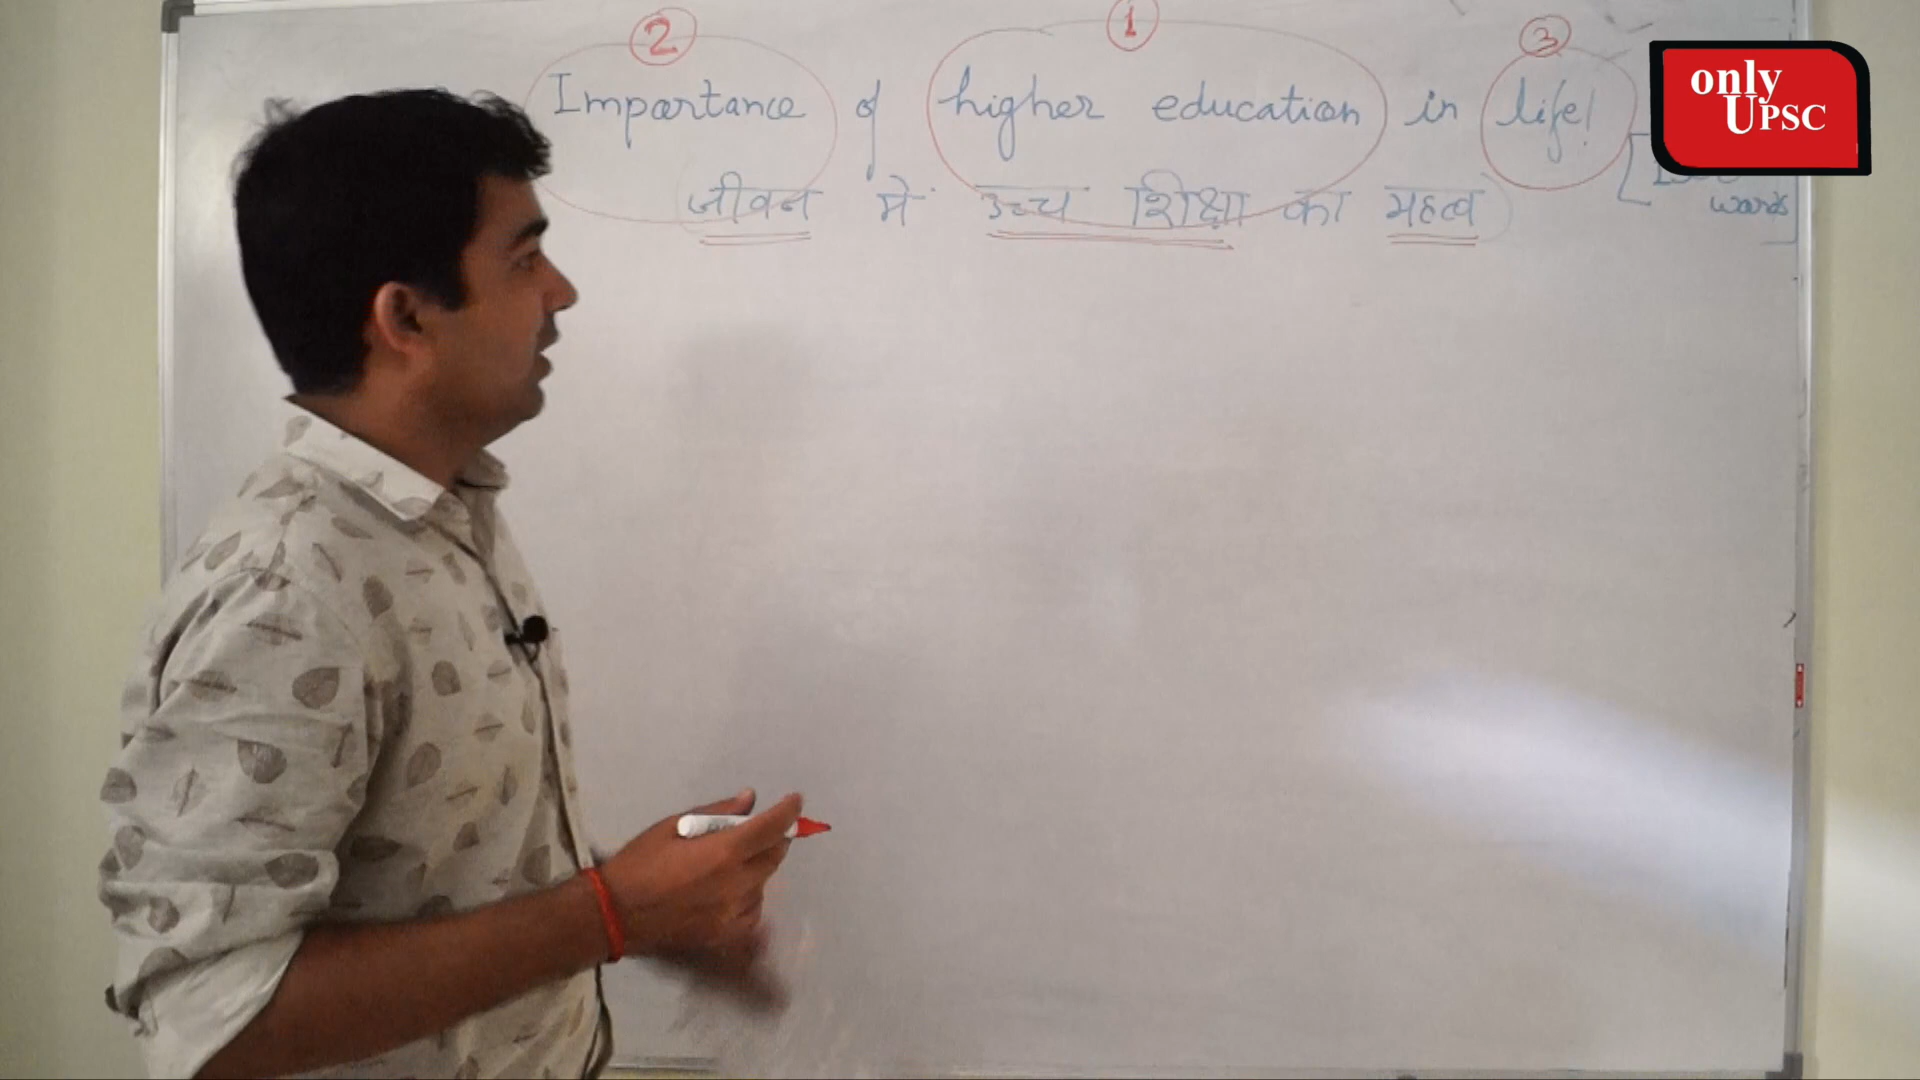 2 1 3
Importance of higher education in life!
जीवन में उच्च शिक्षा का महत्व
words
only
UPSC